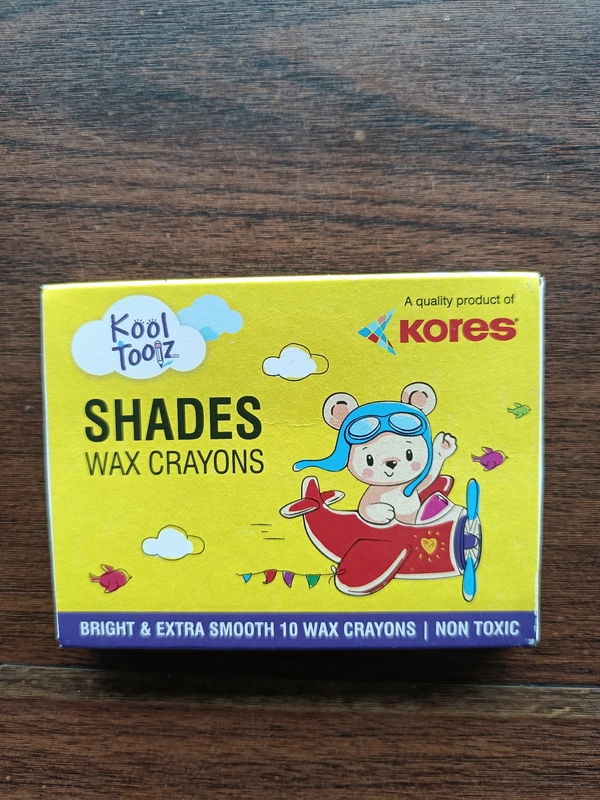 Kool
Toolz
A quality product of
Kores
SHADES
WAX CRAYONS
BRIGHT & EXTRA SMOOTH 10 WAX CRAYONS | NON TOXIC